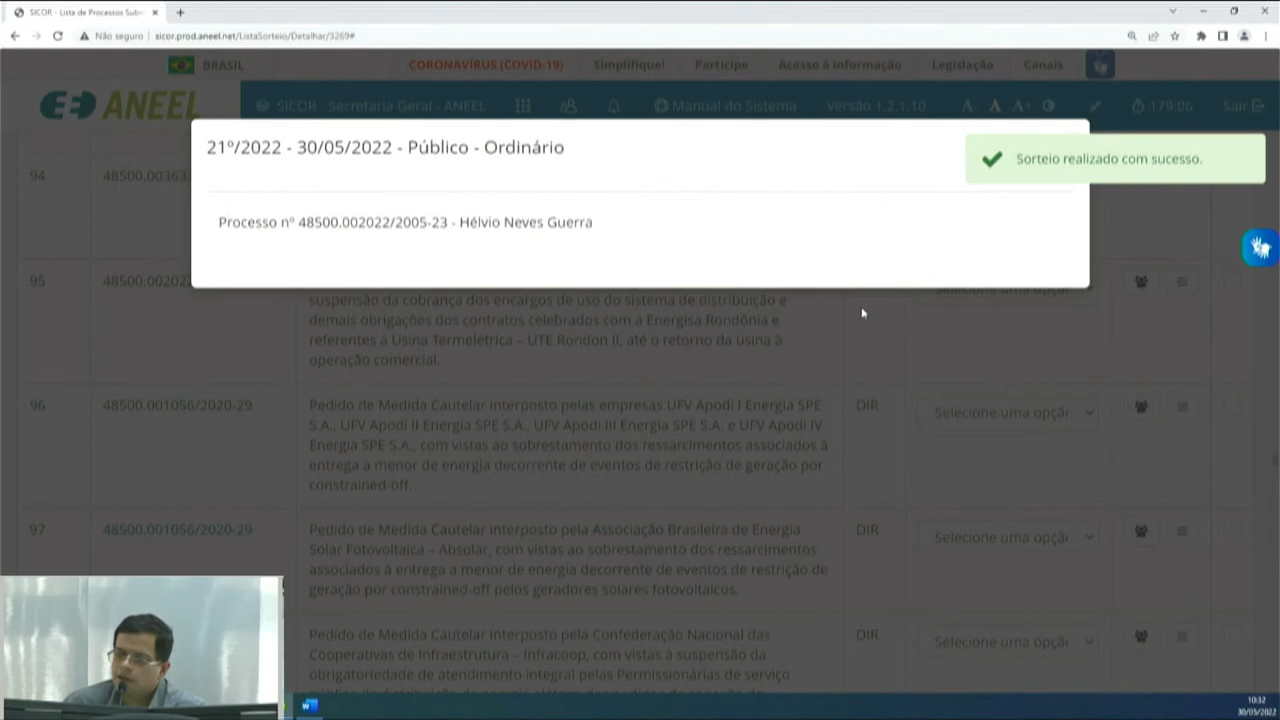 SICOR - Lista de Processos Sub
Não seguro
sicor.prod.aneel.net/ListaSorteio/Detalhar/3269#
BRASIL
CORONAVÍRUS (COVID-19)
Simplifique!
Participe
Acesso à informação
Legislação
Canais
ANEEL
SICOR - Secretaria Geral - ANEEL
Manual do Sistema
Versão 1.2.1.10
A
A
A+
179:06
Sair
21º/2022 - 30/05/2022 - Público - Ordinário
Sorteio realizado com sucesso.
Processo nº 48500.002022/2005-23 - Hélvio Neves Guerra
94
48500.00363
95
48500.00202
Selecione uma opçã
suspensão da cobrança dos encargos de uso do sistema de distribuição e
demais obrigações dos contratos celebrados com a Energisa Rondônia e
referentes à Usina Termelétrica – UTE Rondon II, até o retorno da usina à
operação comercial.
96
48500.001056/2020-29
Pedido de Medida Cautelar interposto pelas empresas UFV Apodi I Energia SPE
S.A., UFV Apodi II Energia SPE S.A., UFV Apodi III Energia SPE S.A. e UFV Apodi IV
Energia SPE S.A., com vistas ao sobrestamento dos ressarcimentos associados à
entrega a menor de energia decorrente de eventos de restrição de geração por
constrained-off.
DIR
Selecione uma opçã
97
48500.001056/2020-29
Pedido de Medida Cautelar interposto pela Associação Brasileira de Energia
Solar Fotovoltaica – Absolar, com vistas ao sobrestamento dos ressarcimentos
associados à entrega a menor de energia decorrente de eventos de restrição de
geração por constrained-off pelos geradores solares fotovoltaicos.
DIR
Selecione uma opçã
Pedido de Medida Cautelar interposto pela Confederação Nacional das
Cooperativas de Infraestrutura – Infracoop, com vistas à suspensão da
obrigatoriedade de atendimento integral pelas Permissionárias de serviço
DIR
Selecione uma opçã
10:32
30/05/2022